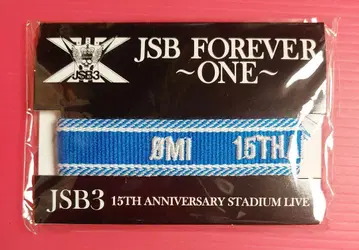 JSB3
JSB FOREVER
~ONE~
ØMI 15TH
JSB3 15TH ANNIVERSARY STADIUM LIVE